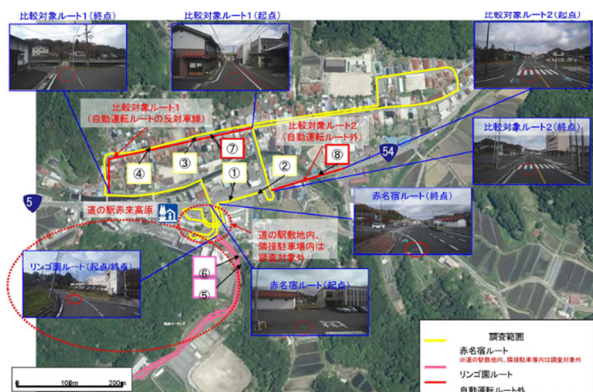 比較対象ルート1(終点)
比較対象ルート1(起点)
比較対象ルート2(起点)
比較対象ルート1
(自動運転ルートの反対車線)
比較対象ルート2
(自動運転ルート外)
比較対象ルート2(終点)
⑦
③
④
⑧
②
①
54
5
道の駅赤来高原
道の駅敷地内、
隣接駐車場内は
調査対象外
赤名宿ルート(終点)
リンゴ園ルート(起点/終点)
⑥
⑤
赤名宿ルート(起点)
調査範囲
赤名宿ルート
※道の駅敷地内、隣接駐車場内は調査対象外
リンゴ園ルート
自動運転ルート外
0 100m 200m